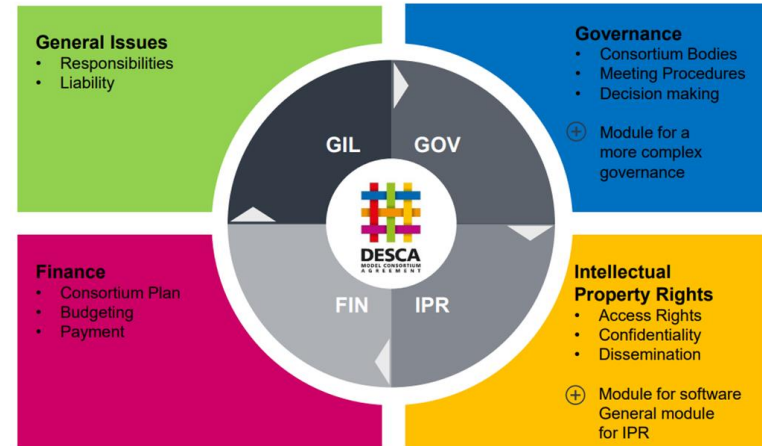 General Issues
• Responsibilities
• Liability
Governance
• Consortium Bodies
• Meeting Procedures
• Decision making
Module for a
more complex
governance
GIL
GOV
DESCA
MODEL CONSORTIUM
AGREEMENT
FIN
IPR
Finance
• Consortium Plan
• Budgeting
• Payment
Intellectual
Property Rights
• Access Rights
• Confidentiality
• Dissemination
Module for software
General module
for IPR